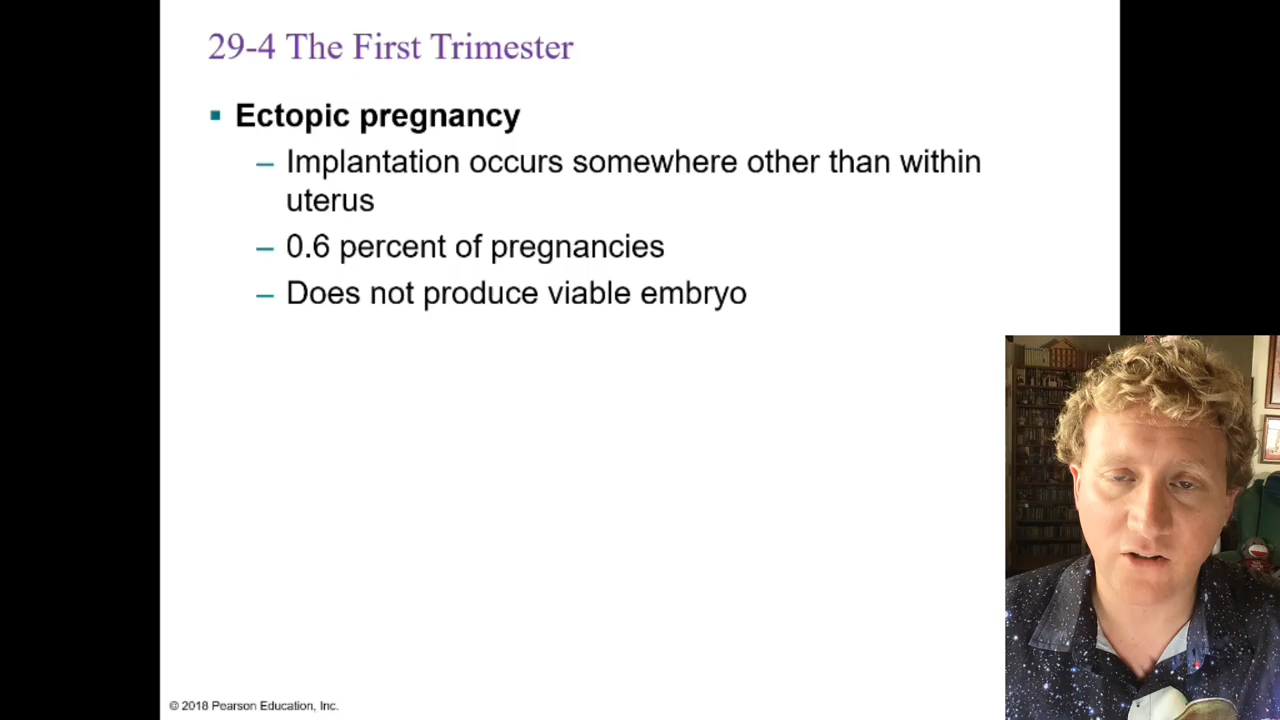 29-4 The First Trimester
▪ Ectopic pregnancy
– Implantation occurs somewhere other than within
uterus
– 0.6 percent of pregnancies
– Does not produce viable embryo
© 2018 Pearson Education, Inc.